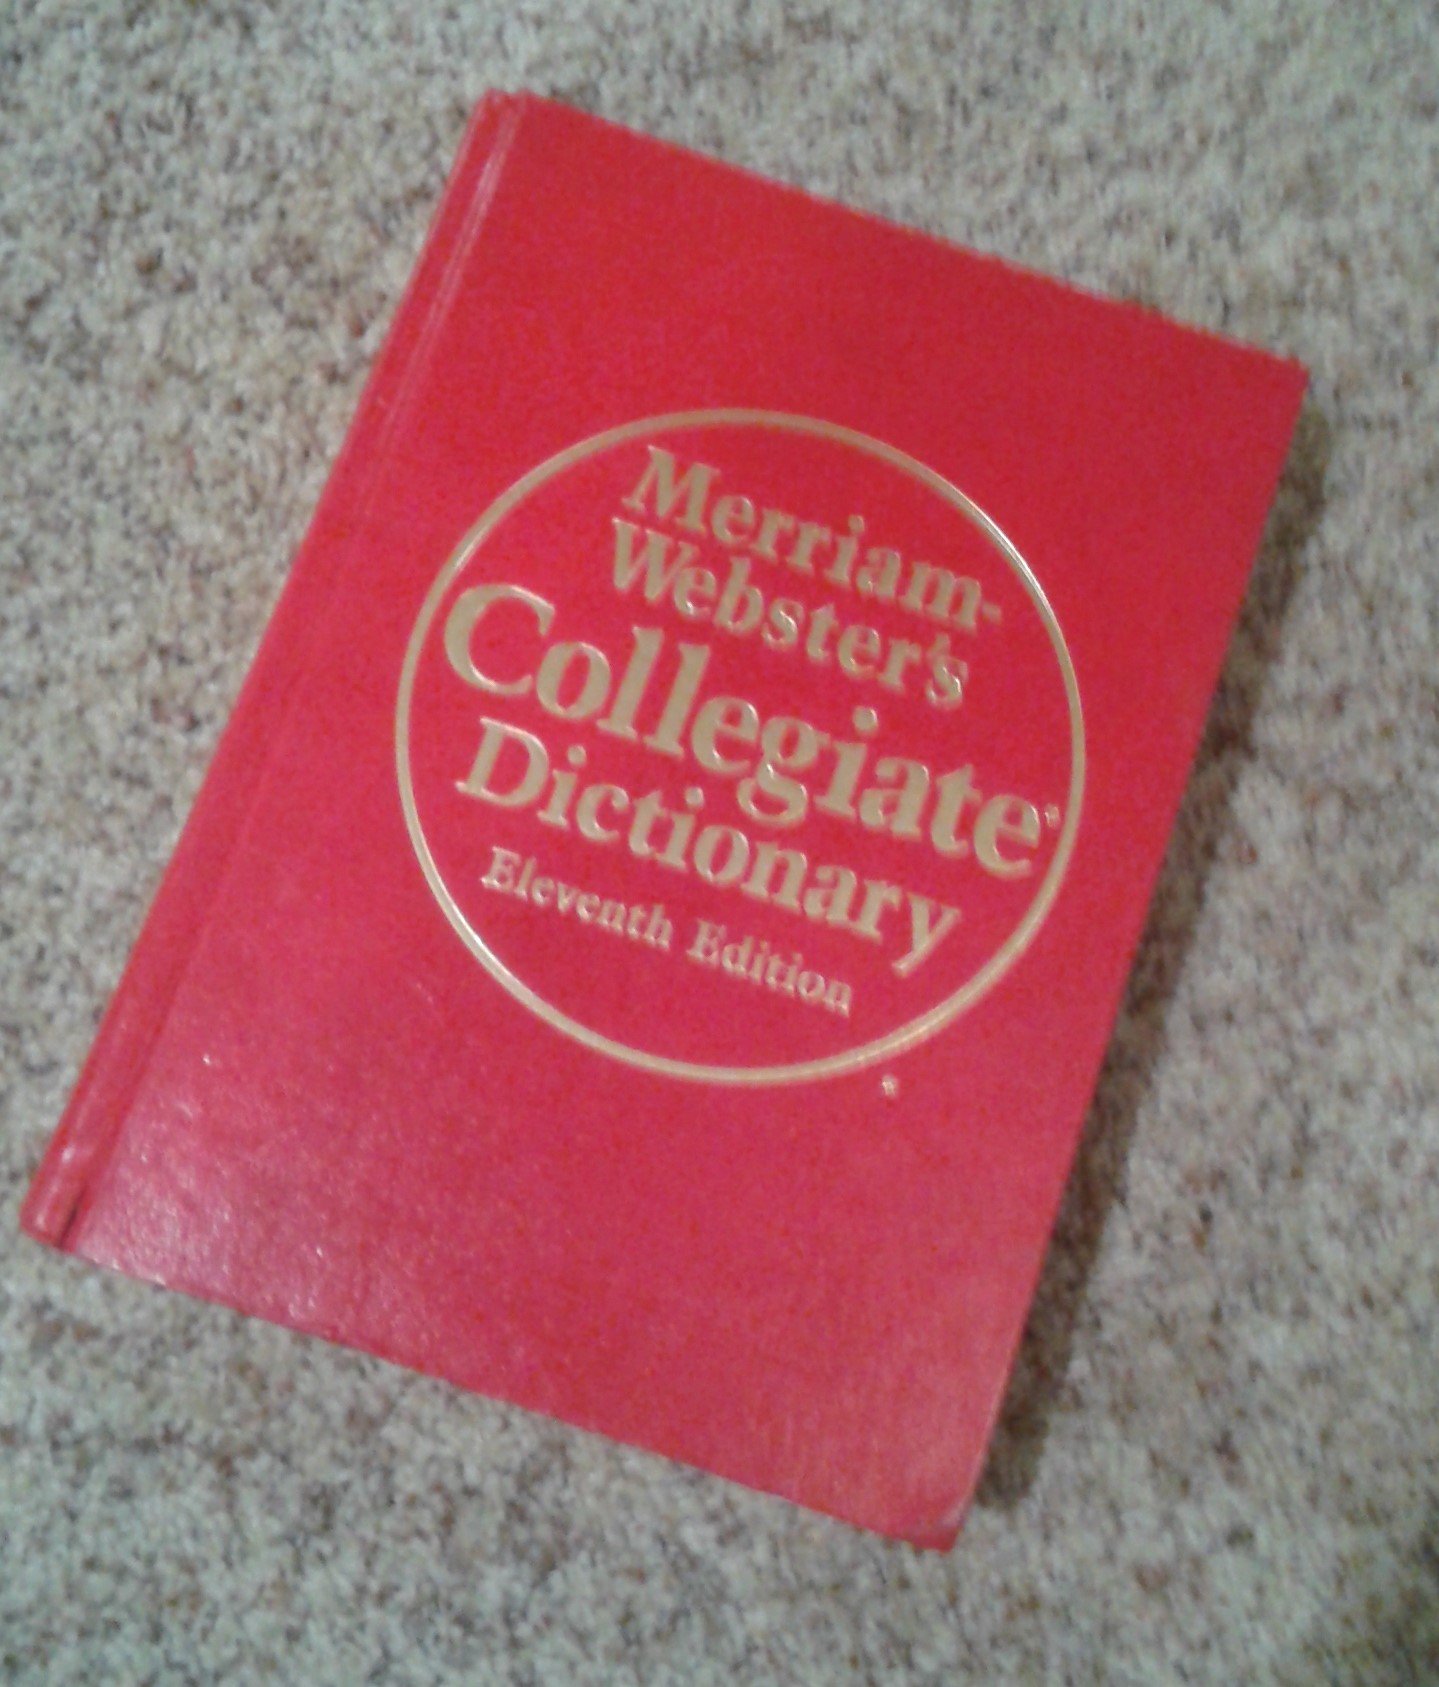 Merriam-
Webster's
Collegiate®
Dictionary
Eleventh Edition